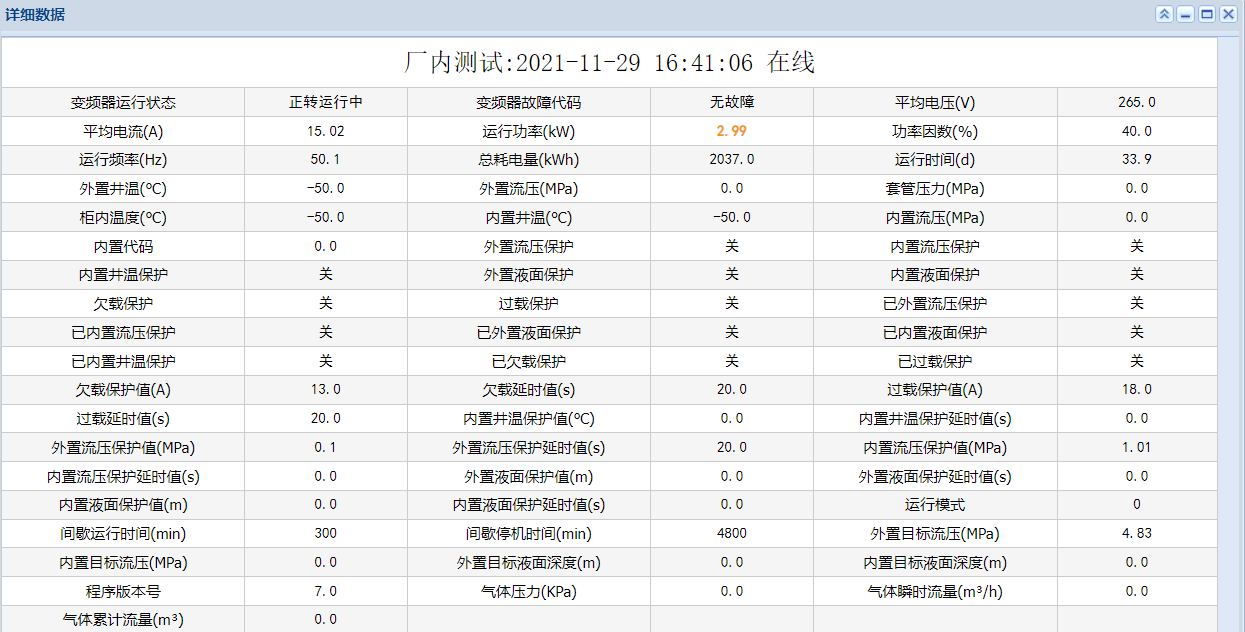 详细数据
厂内测试:2021-11-29 16:41:06 在线
变频器运行状态 正转运行中 变频器故障代码 无故障 平均电压(V) 265.0
平均电流(A) 15.02 运行功率(kW) 2.99 功率因数(%) 40.0
运行频率(Hz) 50.1 总耗电量(kWh) 2037.0 运行时间(d) 33.9
外置井温(ºC) -50.0 外置流压(MPa) 0.0 套管压力(MPa) 0.0
柜内温度(ºC) -50.0 内置井温(ºC) -50.0 内置流压(MPa) 0.0
内置代码 0.0 外置流压保护 关 内置流压保护 关
内置井温保护 关 外置液面保护 关 内置液面保护 关
欠载保护 关 过载保护 关 已外置流压保护 关
已内置流压保护 关 已外置液面保护 关 已内置液面保护 关
已内置井温保护 关 已欠载保护 关 已过载保护 关
欠载保护值(A) 13.0 欠载延时值(s) 20.0 过载保护值(A) 18.0
过载延时值(s) 20.0 内置井温保护值(ºC) 0.0 内置井温保护延时值(s) 0.0
外置流压保护值(MPa) 0.1 外置流压保护延时值(s) 20.0 内置流压保护值(MPa) 1.01
内置流压保护延时值(s) 0.0 外置液面保护值(m) 0.0 外置液面保护延时值(s) 0.0
内置液面保护值(m) 0.0 内置液面保护延时值(s) 0.0 运行模式 0
间歇运行时间(min) 300 间歇停机时间(min) 4800 外置目标流压(MPa) 4.83
内置目标流压(MPa) 0.0 外置目标液面深度(m) 0.0 内置目标液面深度(m) 0.0
程序版本号 7.0 气体压力(KPa) 0.0 气体瞬时流量(m³/h) 0.0
气体累计流量(m³) 0.0